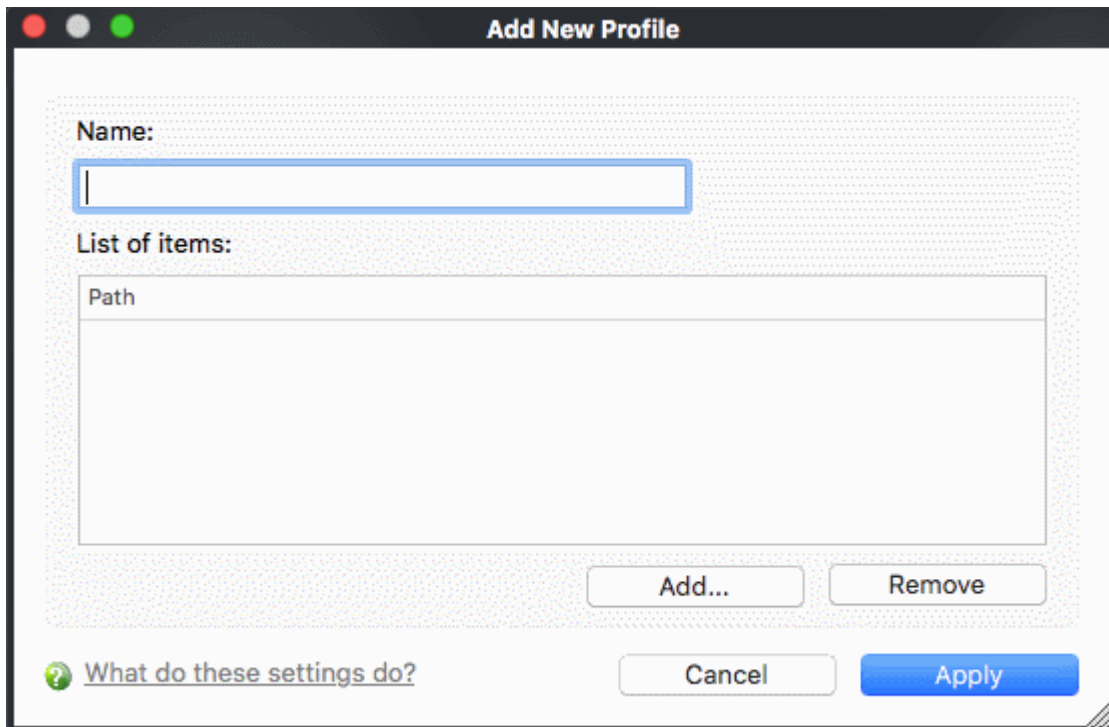 Add New Profile
Name:
List of items:
Path
Add... Remove
What do these settings do? Cancel Apply